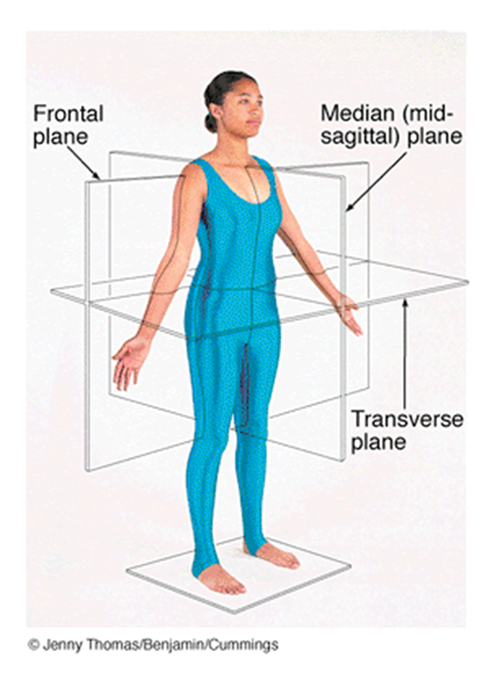 Frontal
plane
Median (mid-
sagittal) plane
Transverse
plane
© Jenny Thomas/Benjamin/Cummings